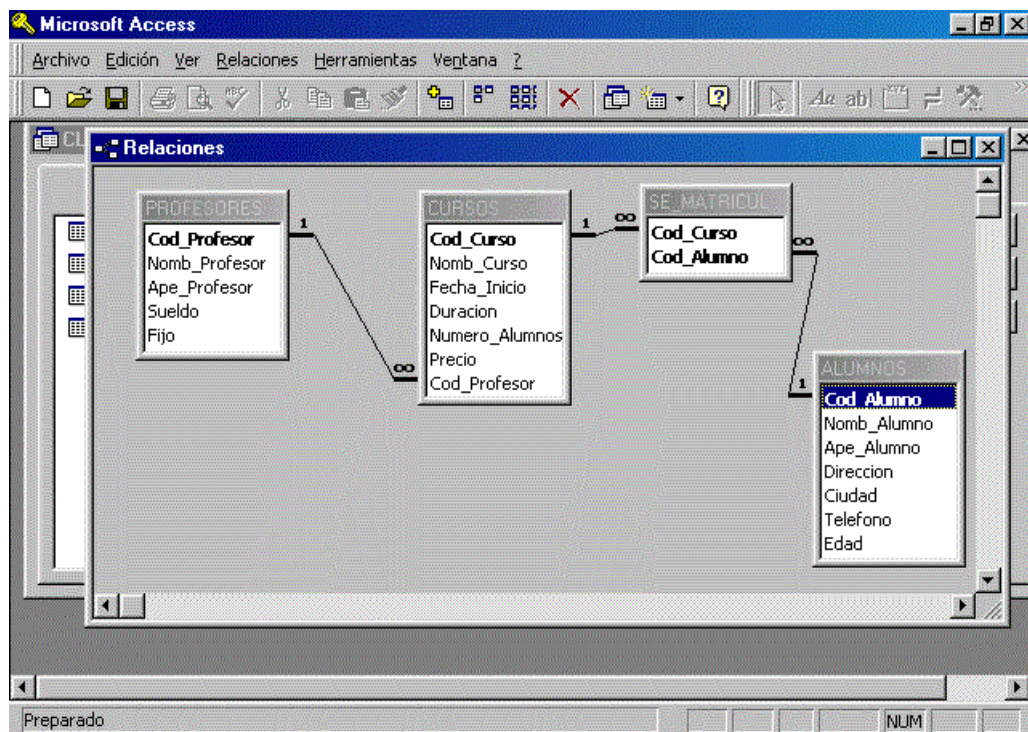 Microsoft Access
Archivo Edición Ver Relaciones Herramientas Ventana ?
Relaciones
PROFESORES
Cod_Profesor
Nomb_Profesor
Ape_Profesor
Sueldo
Fijo
1
∞
CURSOS
Cod_Curso
Nomb_Curso
Fecha_Inicio
Duracion
Numero_Alumnos
Precio
Cod_Profesor
1
∞
SE_MATRICUL
Cod_Curso
Cod_Alumno
∞
1
ALUMNOS
Cod_Alumno
Nomb_Alumno
Ape_Alumno
Direccion
Ciudad
Telefono
Edad
Preparado
NUM